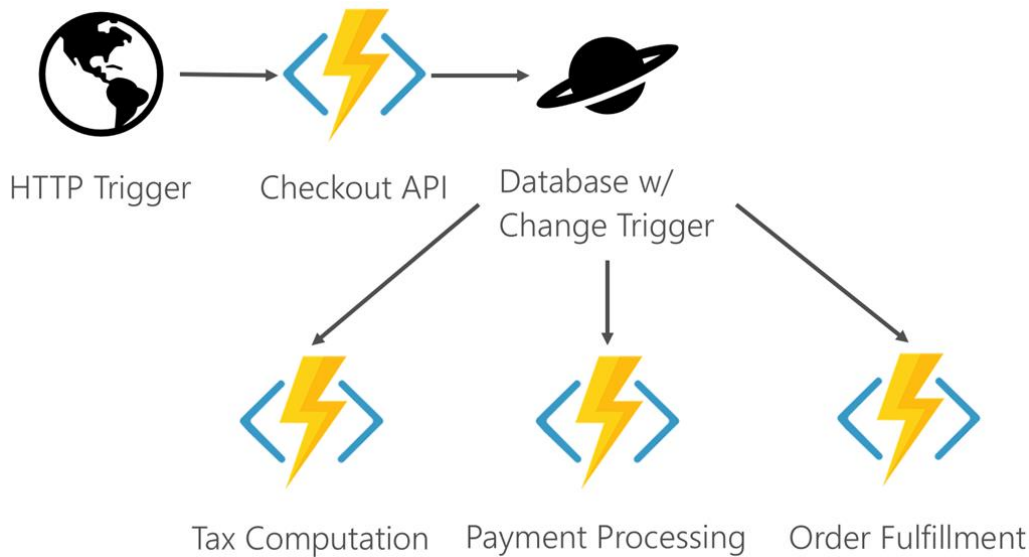 HTTP Trigger
Checkout API
Database w/
Change Trigger
Tax Computation
Payment Processing
Order Fulfillment